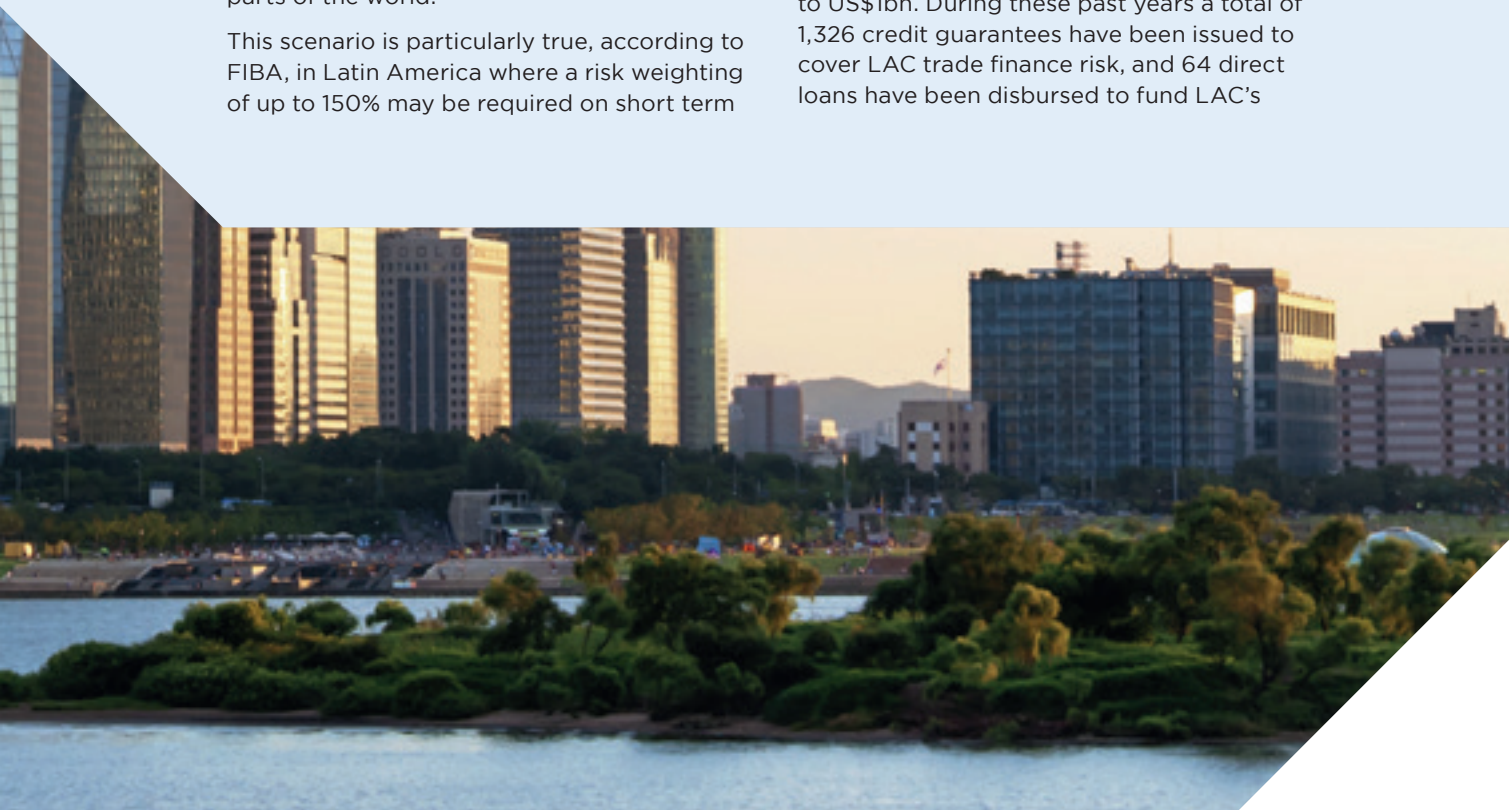 parts of the world.
This scenario is particularly true, according to
FIBA, in Latin America where a risk weighting
of up to 150% may be required on short term
to US$1bn. During these past years a total of
1,326 credit guarantees have been issued to
cover LAC trade finance risk, and 64 direct
loans have been disbursed to fund LAC’s